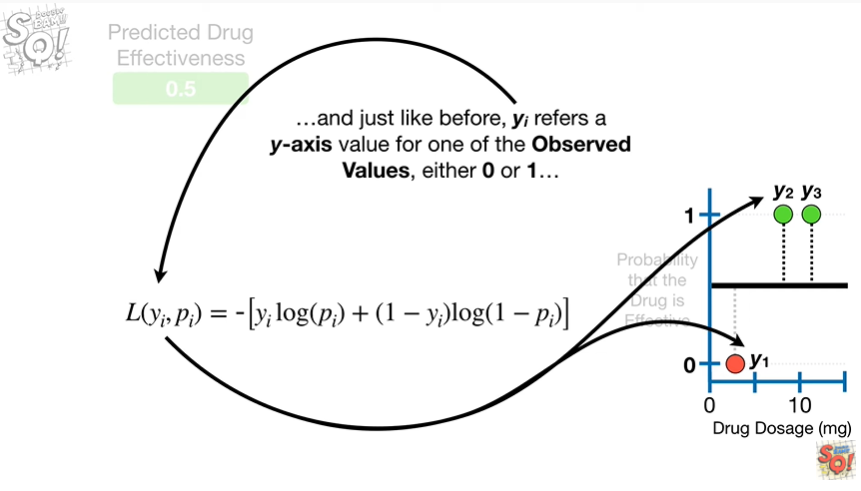 Predicted Drug
Effectiveness
0.5
…and just like before, yᵢ refers a
y-axis value for one of the Observed
Values, either 0 or 1…
L(yᵢ, pᵢ) = -[yᵢ log(pᵢ) + (1 − yᵢ)log(1 − pᵢ)]
y₂ y₃
1
Probability
that the
Drug is
Effective
0
y₁
0
10
Drug Dosage (mg)
SQ!